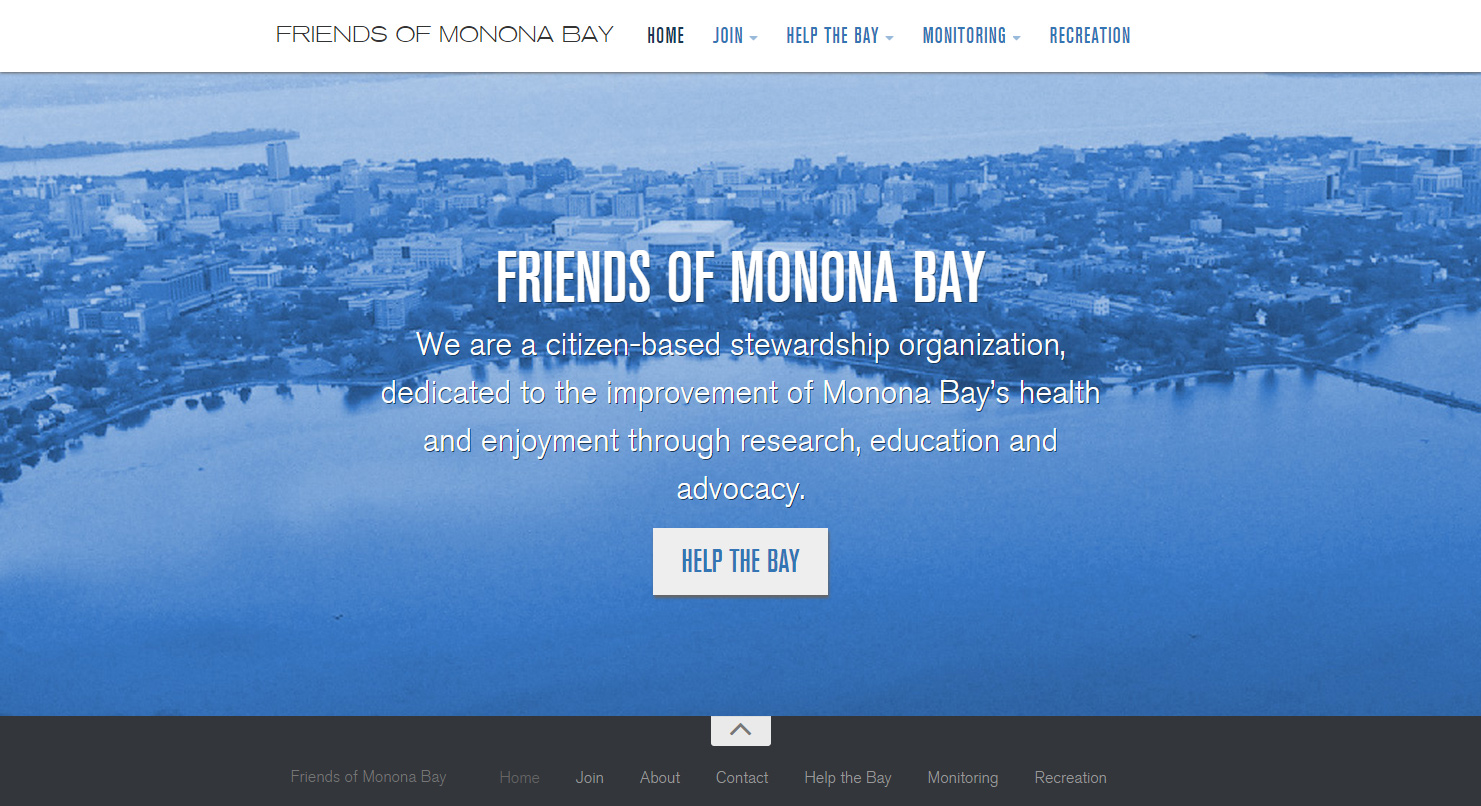 FRIENDS OF MONONA BAY HOME JOIN HELP THE BAY MONITORING RECREATION
FRIENDS OF MONONA BAY
We are a citizen-based stewardship organization,
dedicated to the improvement of Monona Bay's health
and enjoyment through research, education and
advocacy.
HELP THE BAY
Friends of Monona Bay Home Join About Contact Help the Bay Monitoring Recreation